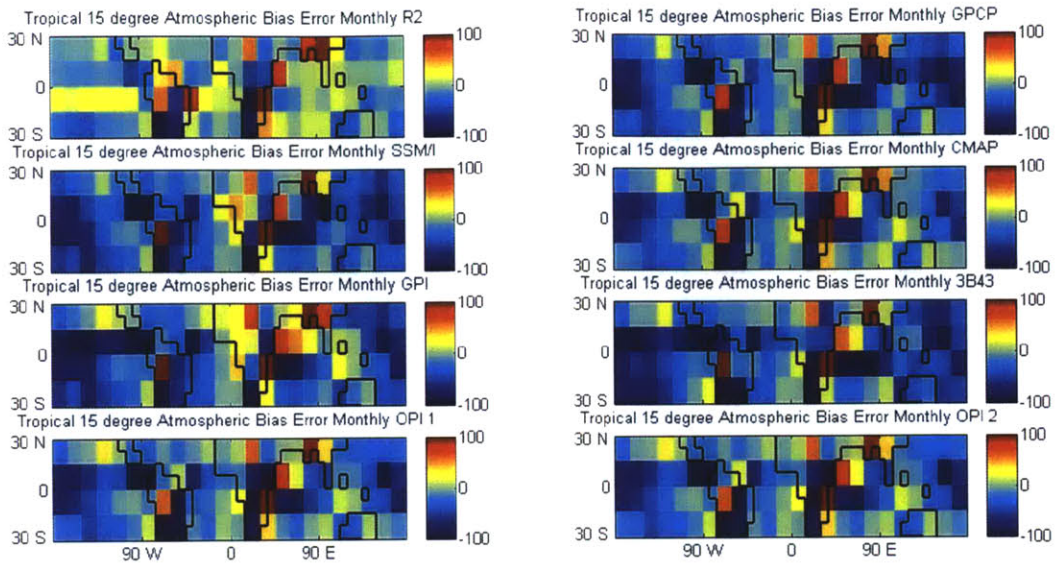 Tropical 15 degree Atmospheric Bias Error Monthly R2
30 N
0
30 S
100
0
-100
Tropical 15 degree Atmospheric Bias Error Monthly SSM/I
0
30 S
100
0
-100
Tropical 15 degree Atmospheric Bias Error Monthly GPI
30 N
0
30 S
100
0
-100
Tropical 15 degree Atmospheric Bias Error Monthly OPI 1
30 N
0
30 S
90 W
0
90 E
100
0
-100
Tropical 15 degree Atmospheric Bias Error Monthly GPCP
30 N
0
30 S
100
0
-100
Tropical 15 degree Atmospheric Bias Error Monthly CMAP
30 N
0
30 S
100
0
-100
Tropical 15 degree Atmospheric Bias Error Monthly 3B43
30 N
0
30 S
100
0
-100
Tropical 15 degree Atmospheric Bias Error Monthly OPI 2
30 N
0
30 S
90 W
0
90 E
100
0
-100